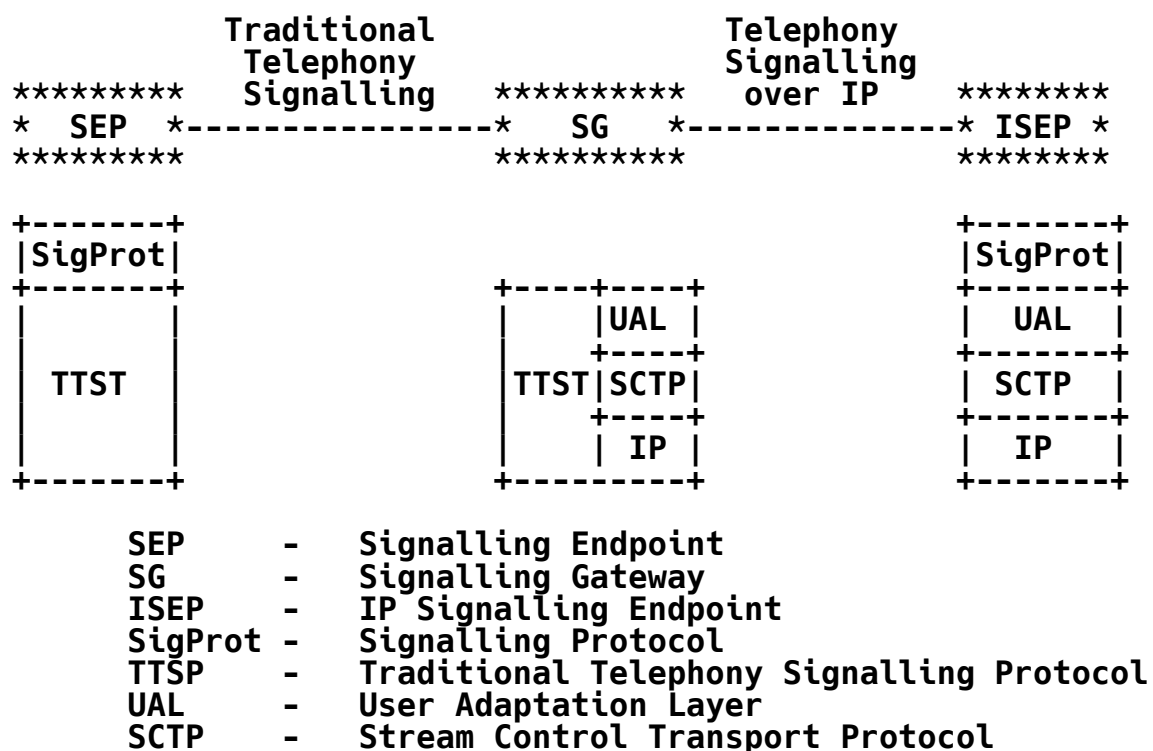 Traditional               Telephony
            Telephony                Signalling
*********   Signalling   **********   over IP    ********
*  SEP  *----------------*   SG   *--------------* ISEP *
*********                **********              ********

+-------+                                        +-------+
|SigProt|                                        |SigProt|
+-------+                +----+----+             +-------+
|       |                |    |UAL |             |  UAL  |
|       |                |    +----+             +-------+
| TTST  |                |TTST|SCTP|             | SCTP  |
|       |                |    +----+             +-------+
|       |                |    | IP |             |  IP   |
+-------+                +---------+             +-------+

      SEP     -   Signalling Endpoint
      SG      -   Signalling Gateway
      ISEP    -   IP Signalling Endpoint
      SigProt -   Signalling Protocol
      TTSP    -   Traditional Telephony Signalling Protocol
      UAL     -   User Adaptation Layer
      SCTP    -   Stream Control Transport Protocol